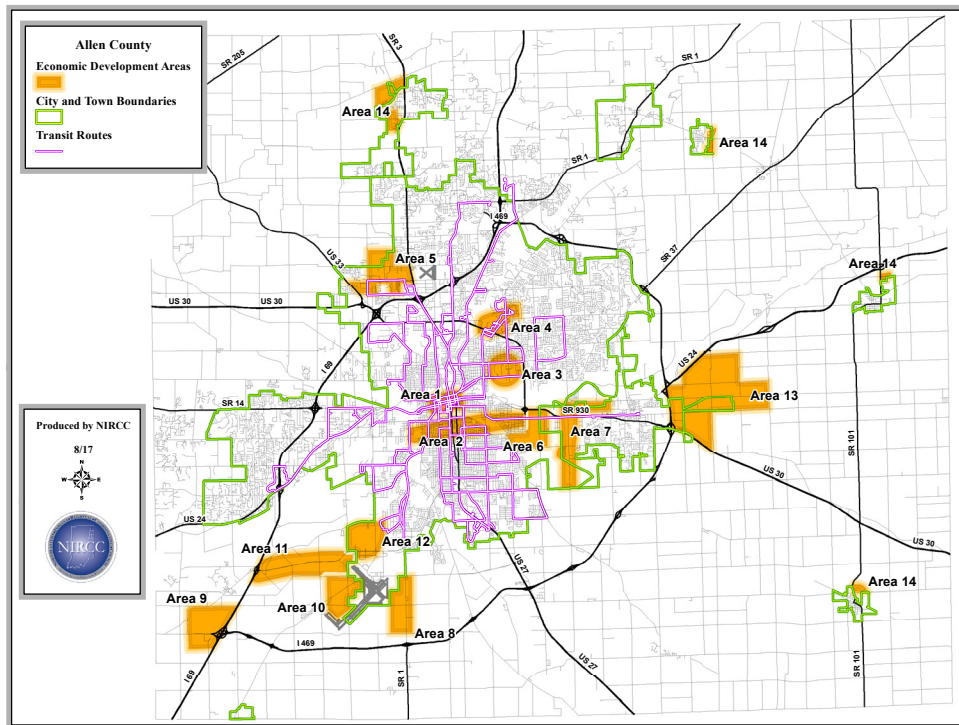 Allen County
Economic Development Areas
City and Town Boundaries
Transit Routes
Produced by NIRCC
8/17
N
W
E
S
NIRCC
SR 205
SR 3
SR 1
Area 14
Area 14
SR 1
I 469
US 33
Area 5
SR 37
Area 14
US 30
US 30
Area 4
US 24
I 69
Area 3
Area 1
SR 14
SR 930
Area 13
Area 2
Area 6
Area 7
SR 101
US 24
Area 12
US 30
US 30
Area 11
US 27
Area 14
Area 9
Area 10
Area 8
I 469
US 27
I 69
SR 1
SR 101